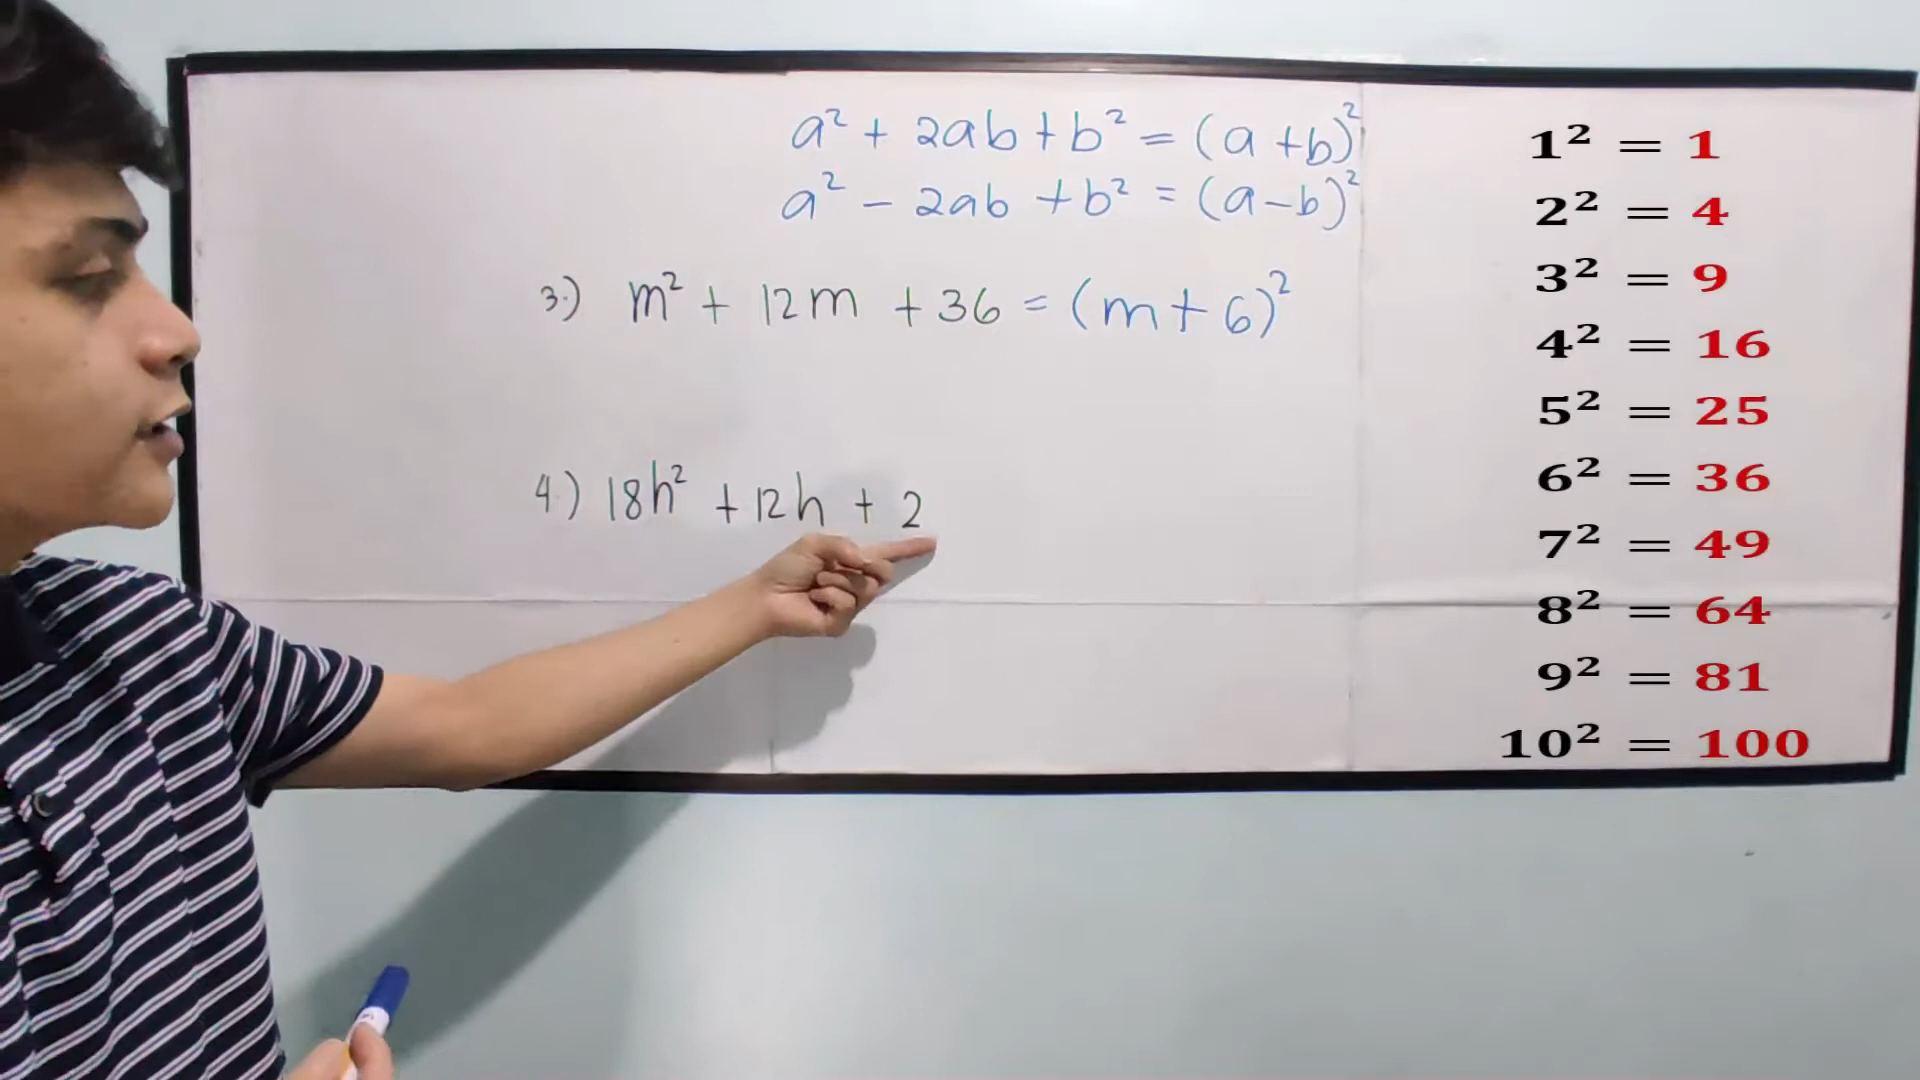 a² + 2ab + b² = (a + b)²
a² - 2ab + b² = (a - b)²
3.) m² + 12m + 36 = (m + 6)²
4.) 18h² + 12h + 2
1² = 1
2² = 4
3² = 9
4² = 16
5² = 25
6² = 36
7² = 49
8² = 64
9² = 81
10² = 100